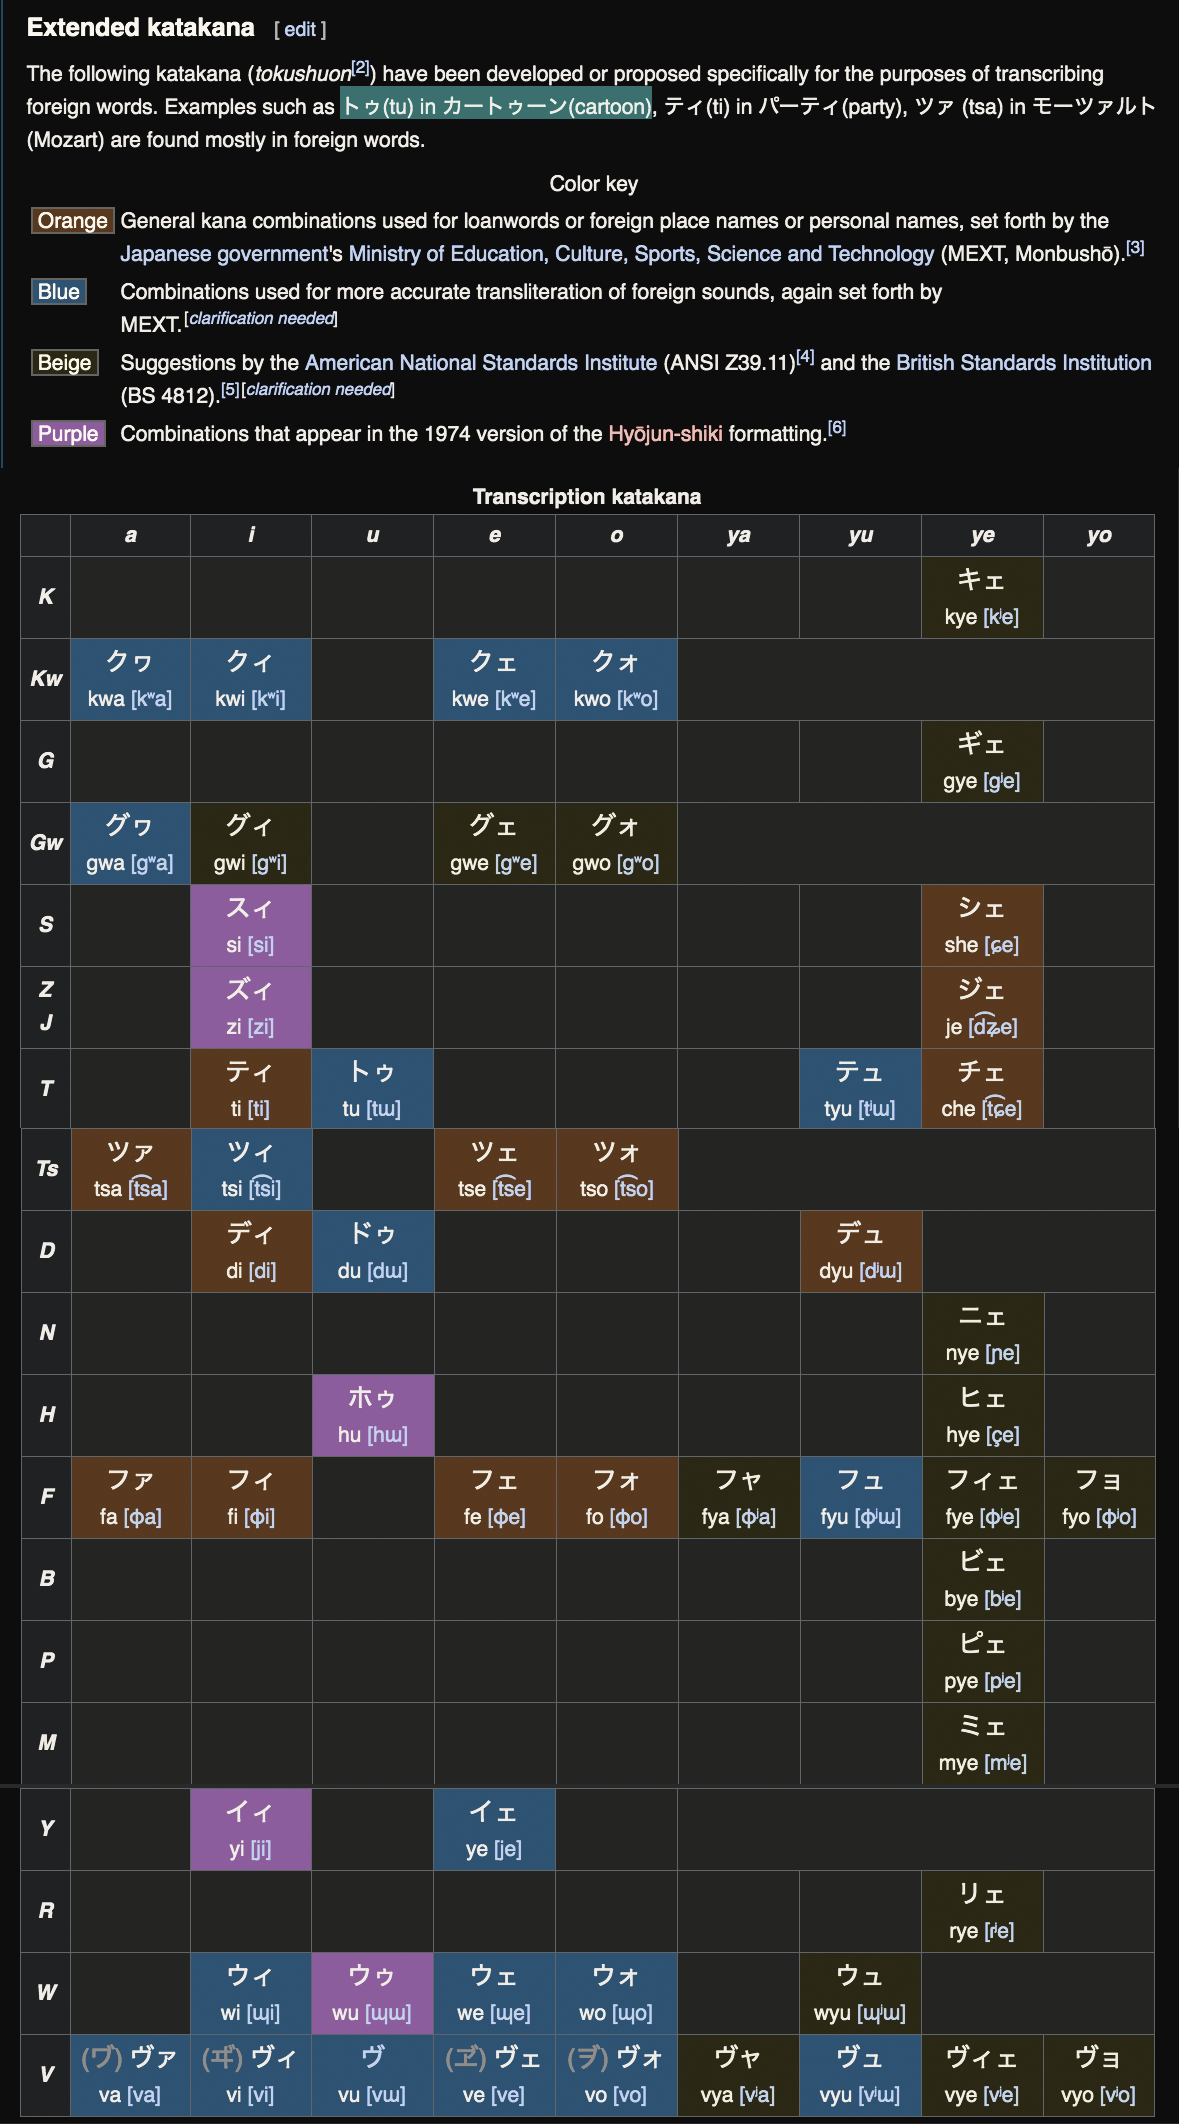 Extended katakana [ edit ]
The following katakana (tokushuon[2]) have been developed or proposed specifically for the purposes of transcribing
foreign words. Examples such as トゥ(tu) in カートゥーン(cartoon), ティ(ti) in パーティ(party), ツァ (tsa) in モーツァルト
(Mozart) are found mostly in foreign words.
Color key
Orange General kana combinations used for loanwords or foreign place names or personal names, set forth by the
Japanese government's Ministry of Education, Culture, Sports, Science and Technology (MEXT, Monbushō).[3]
Blue Combinations used for more accurate transliteration of foreign sounds, again set forth by
MEXT.[clarification needed]
Beige Suggestions by the American National Standards Institute (ANSI Z39.11)[4] and the British Standards Institution
(BS 4812).[5][clarification needed]
Purple Combinations that appear in the 1974 version of the Hyōjun-shiki formatting.[6]
Transcription katakana
a i u e o ya yu ye yo
キェ
K
kye [kʲe]
クヮ クィ クェ クォ
Kw
kwa [kʷa] kwi [kʷi] kwe [kʷe] kwo [kʷo]
ギェ
G
gye [gʲe]
グヮ グィ グェ グォ
Gw
gwa [gʷa] gwi [gʷi] gwe [gʷe] gwo [gʷo]
スィ シェ
S
si [si] she [ɕe]
Z ズィ ジェ
J zi [zi] je [d͡ʑe]
ティ トゥ テュ チェ
T
ti [ti] tu [tɯ] tyu [tʲɯ] che [t͡ɕe]
ツァ ツィ ツェ ツォ
Ts
tsa [t͡sa] tsi [t͡si] tse [t͡se] tso [t͡so]
ディ ドゥ デュ
D
di [di] du [dɯ] dyu [dʲɯ]
ニェ
N
nye [ɲe]
ホゥ ヒェ
H
hu [hɯ] hye [çe]
ファ フィ フェ フォ フャ フュ フィェ フョ
F
fa [ɸa] fi [ɸi] fe [ɸe] fo [ɸo] fya [ɸʲa] fyu [ɸʲɯ] fye [ɸʲe] fyo [ɸʲo]
ビェ
B
bye [bʲe]
ピェ
P
pye [pʲe]
ミェ
M
mye [mʲe]
イィ イェ
Y
yi [ji] ye [je]
リェ
R
rye [ɾʲe]
ウィ ウゥ ウェ ウォ ウュ
W
wi [ɰi] wu [ɰɯ] we [ɰe] wo [ɰo] wyu [ɰʲɯ]
(ヷ) ヴァ (ヸ) ヴィ ヴ (ヹ) ヴェ (ヺ) ヴォ ヴャ ヴュ ヴィェ ヴョ
V
va [va] vi [vi] vu [vɯ] ve [ve] vo [vo] vya [vʲa] vyu [vʲɯ] vye [vʲe] vyo [vʲo]